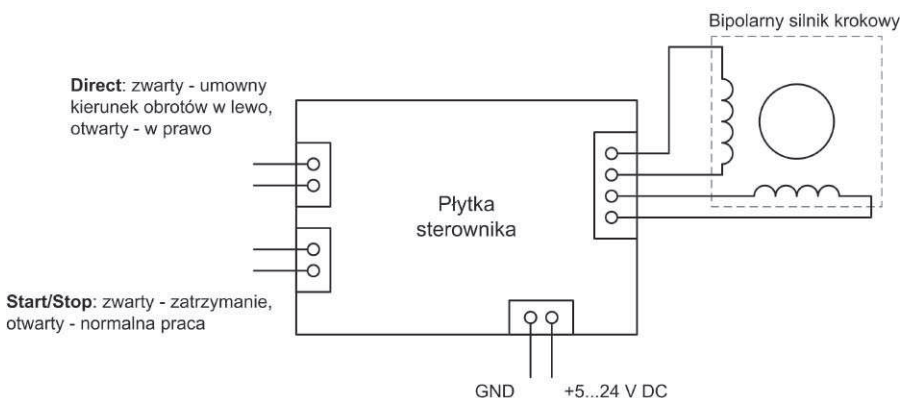 Bipolarny silnik krokowy
Direct: zwarty - umowny
kierunek obrotów w lewo,
otwarty - w prawo
Płytka
sterownika
Start/Stop: zwarty - zatrzymanie,
otwarty - normalna praca
GND
+5...24 V DC